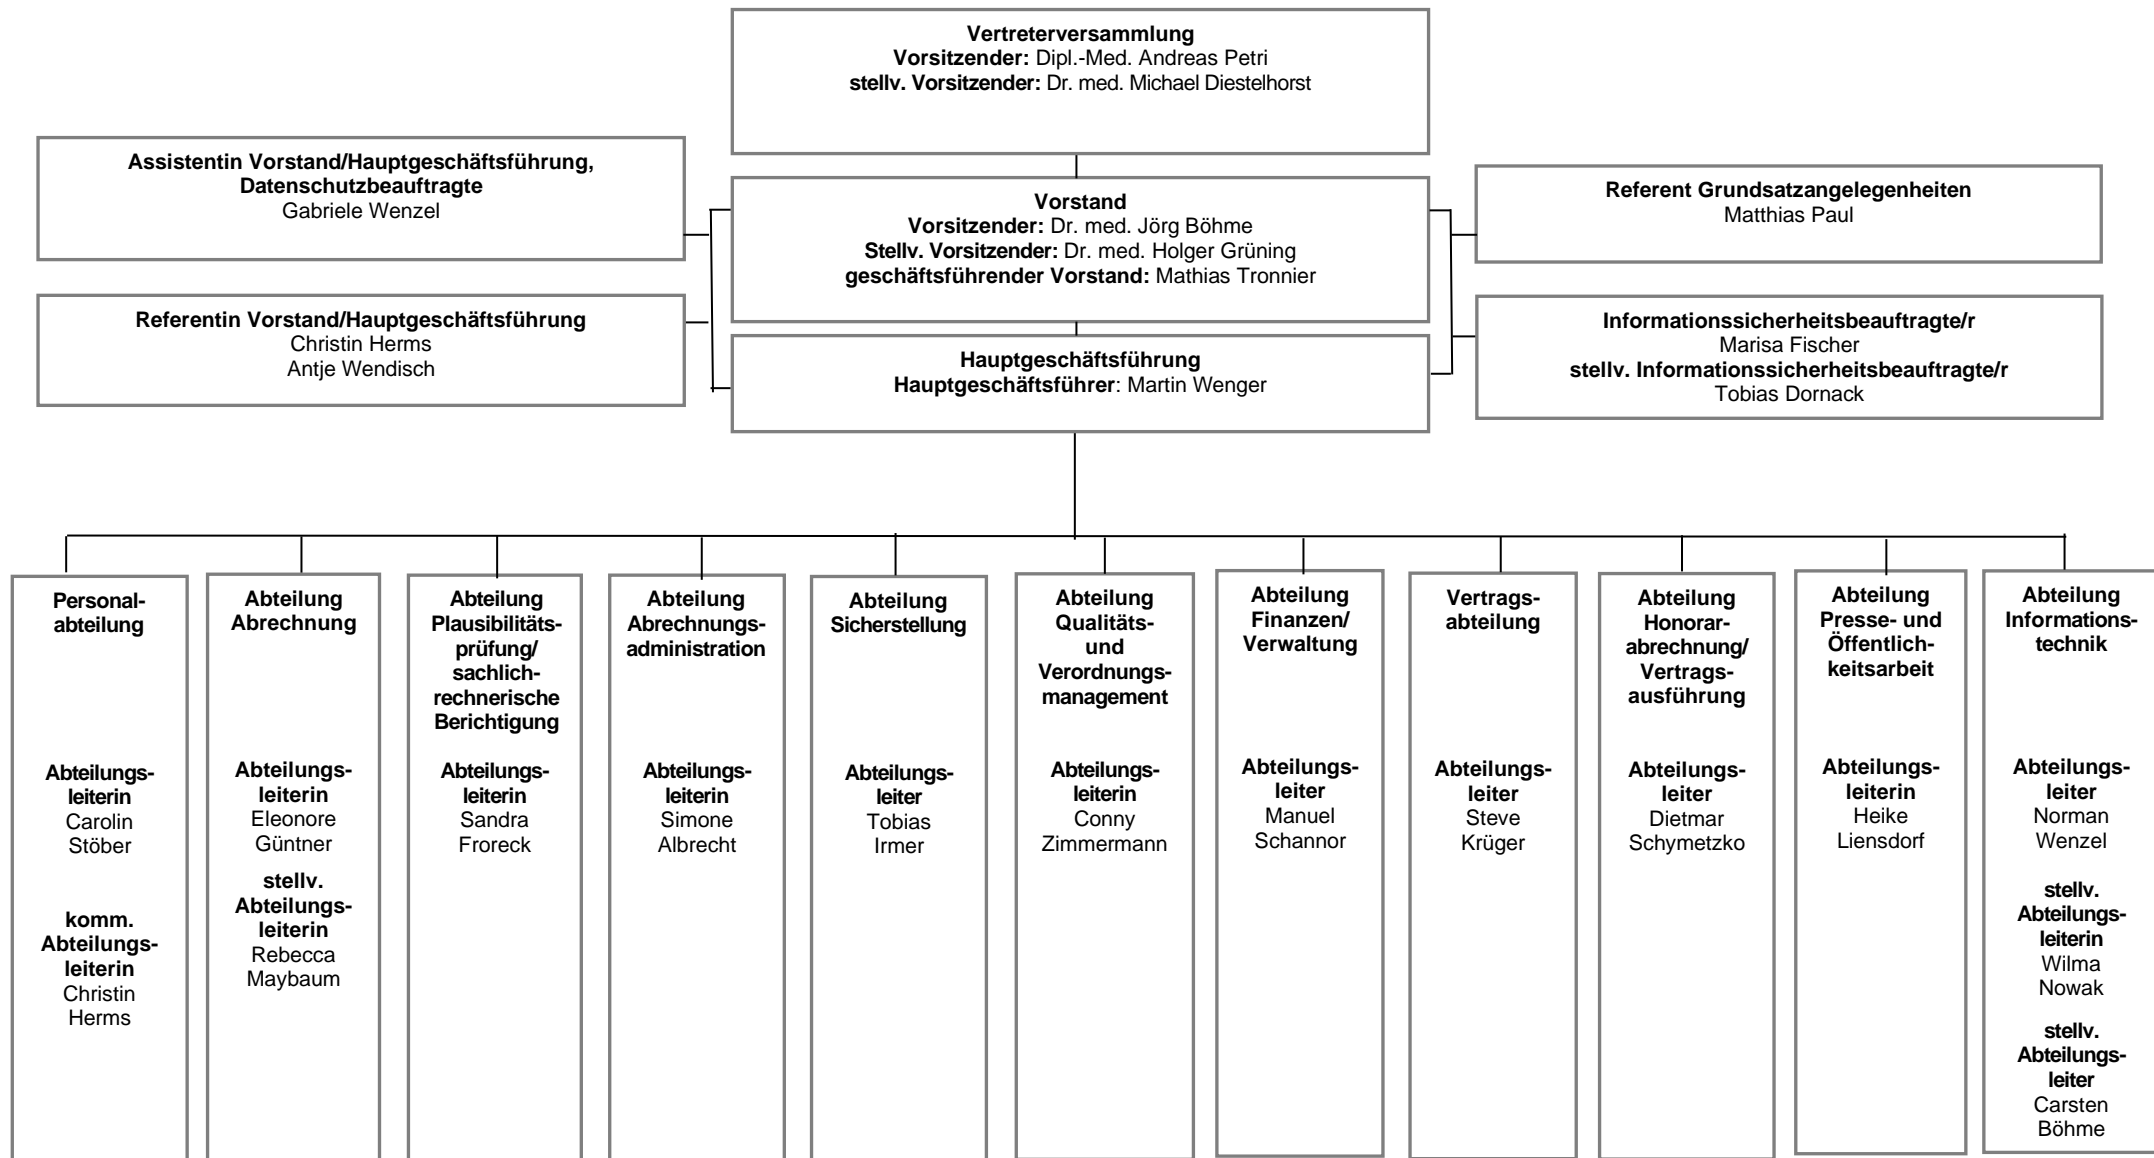 Vertreterversammlung
Vorsitzender: Dipl.-Med. Andreas Petri
stellv. Vorsitzender: Dr. med. Michael Diestelhorst
Assistentin Vorstand/Hauptgeschäftsführung,
Datenschutzbeauftragte
Gabriele Wenzel
Vorstand
Vorsitzender: Dr. med. Jörg Böhme
Stellv. Vorsitzender: Dr. med. Holger Grüning
geschäftsführender Vorstand: Mathias Tronnier
Referent Grundsatzangelegenheiten
Matthias Paul
Referentin Vorstand/Hauptgeschäftsführung
Christin Herms
Antje Wendisch
Hauptgeschäftsführung
Hauptgeschäftsführer: Martin Wenger
Informationssicherheitsbeauftragte/r
Marisa Fischer
stellv. Informationssicherheitsbeauftragte/r
Tobias Dornack
Personal-
abteilung
Abteilungs-
leiterin
Carolin
Stöber
komm.
Abteilungs-
leiterin
Christin
Herms
Abteilung
Abrechnung
Abteilungs-
leiterin
Eleonore
Güntner
stellv.
Abteilungs-
leiterin
Rebecca
Maybaum
Abteilung
Plausibilitäts-
prüfung/
sachlich-
rechnerische
Berichtigung
Abteilungs-
leiterin
Sandra
Froreck
Abteilung
Abrechnungs-
administration
Abteilungs-
leiterin
Simone
Albrecht
Abteilung
Sicherstellung
Abteilungs-
leiter
Tobias
Irmer
Abteilung
Qualitäts-
und
Verordnungs-
management
Abteilungs-
leiterin
Conny
Zimmermann
Abteilung
Finanzen/
Verwaltung
Abteilungs-
leiter
Manuel
Schannor
Vertrags-
abteilung
Abteilungs-
leiter
Steve
Krüger
Abteilung
Honorar-
abrechnung/
Vertrags-
ausführung
Abteilungs-
leiter
Dietmar
Schymetzko
Abteilung
Presse- und
Öffentlich-
keitsarbeit
Abteilungs-
leiterin
Heike
Liensdorf
Abteilung
Informations-
technik
Abteilungs-
leiter
Norman
Wenzel
stellv.
Abteilungs-
leiterin
Wilma
Nowak
stellv.
Abteilungs-
leiter
Carsten
Böhme